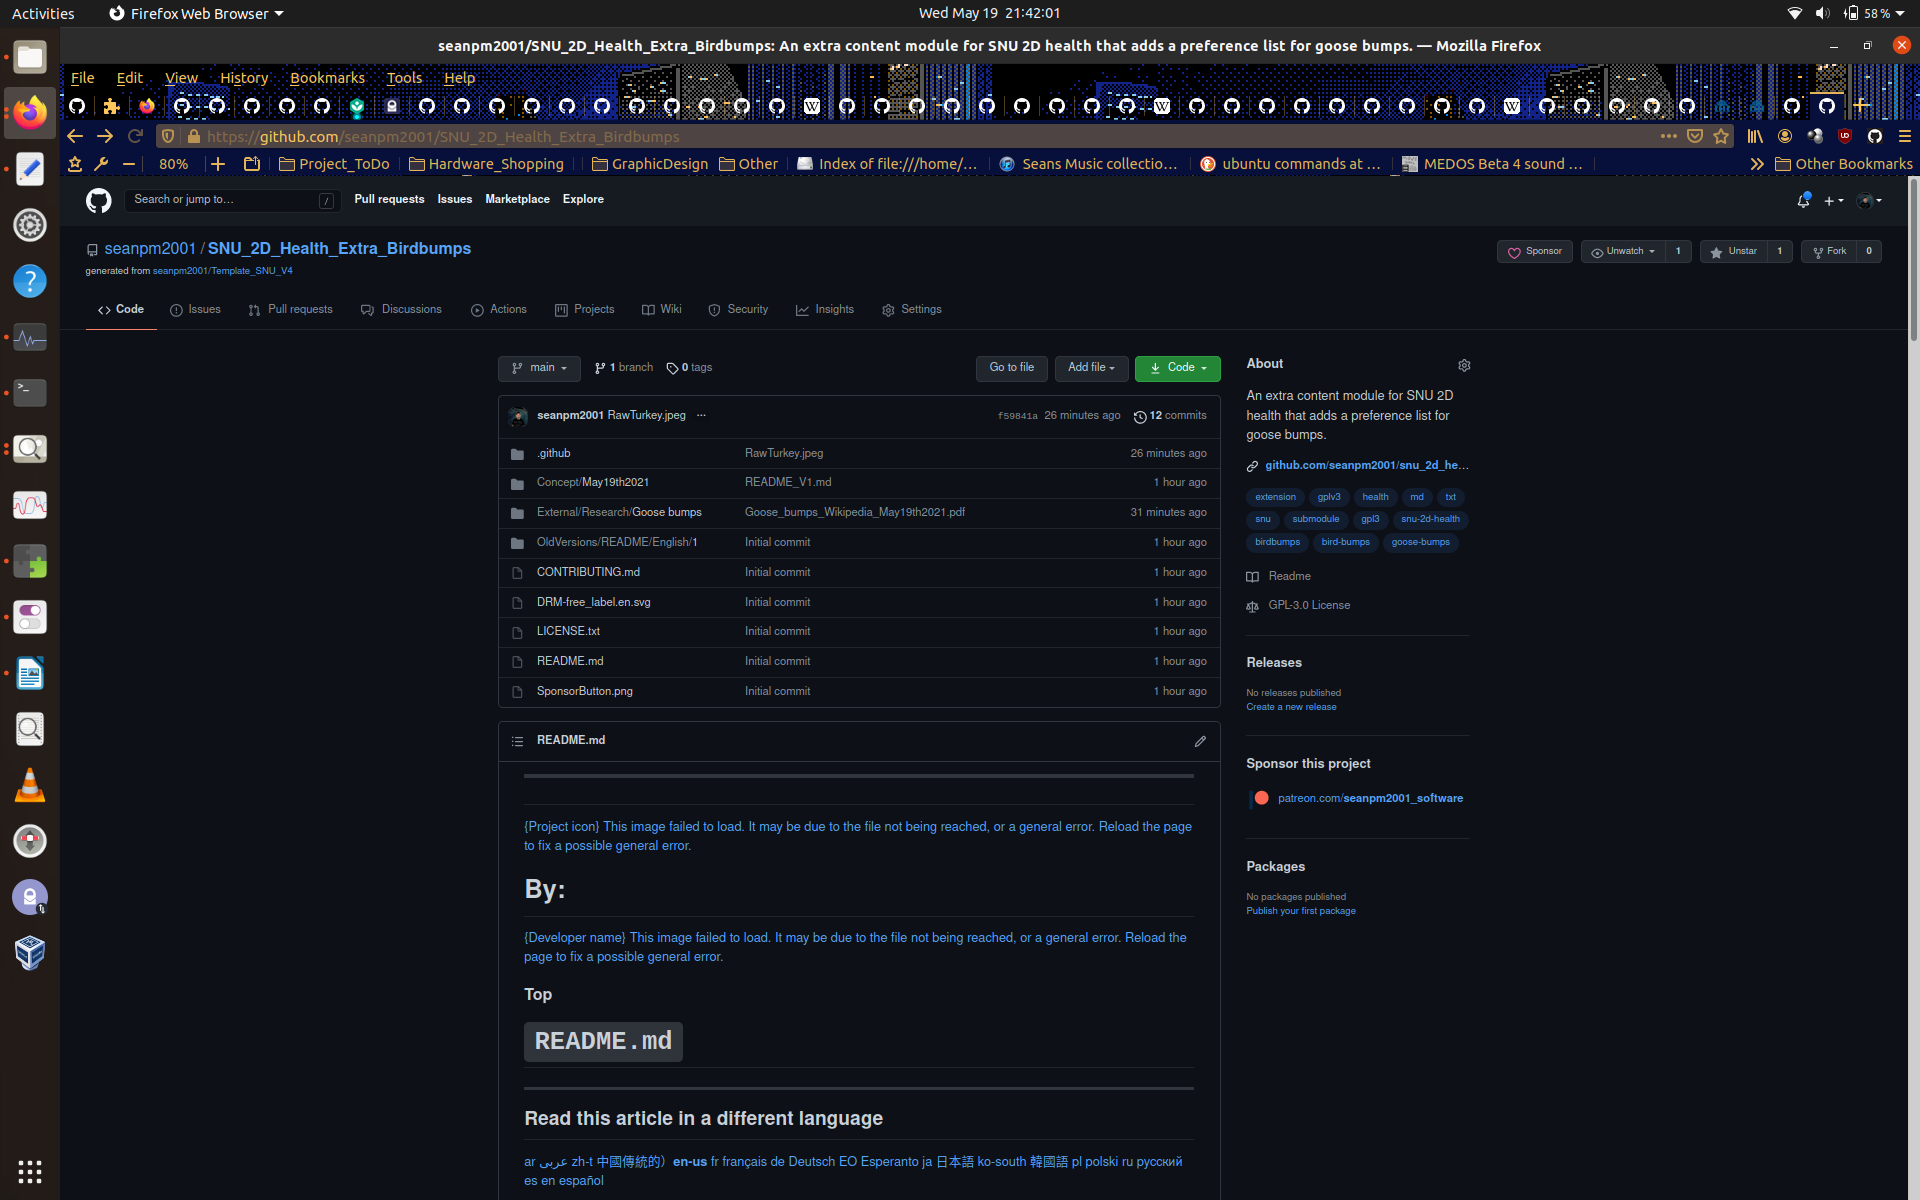 Activities
Firefox Web Browser
Wed May 19 21:42:01
58 %
seanpm2001/SNU_2D_Health_Extra_Birdbumps: An extra content module for SNU 2D health that adds a preference list for goose bumps. — Mozilla Firefox
File Edit View History Bookmarks Tools Help
https://github.com/seanpm2001/SNU_2D_Health_Extra_Birdbumps
80% Project_ToDo Hardware_Shopping GraphicDesign Other Index of file:///home/… Seans Music collectio… ubuntu commands at … MEDOS Beta 4 sound … Other Bookmarks
Search or jump to… / Pull requests Issues Marketplace Explore
seanpm2001 / SNU_2D_Health_Extra_Birdbumps
generated from seanpm2001/Template_SNU_V4
Sponsor Unwatch 1 Unstar 1 Fork 0
Code Issues Pull requests Discussions Actions Projects Wiki Security Insights Settings
main 1 branch 0 tags Go to file Add file Code
seanpm2001 RawTurkey.jpeg ··· f59841a 26 minutes ago 12 commits
.github RawTurkey.jpeg 26 minutes ago
Concept/May19th2021 README_V1.md 1 hour ago
External/Research/Goose bumps Goose_bumps_Wikipedia_May19th2021.pdf 31 minutes ago
OldVersions/README/English/1 Initial commit 1 hour ago
CONTRIBUTING.md Initial commit 1 hour ago
DRM-free_label.en.svg Initial commit 1 hour ago
LICENSE.txt Initial commit 1 hour ago
README.md Initial commit 1 hour ago
SponsorButton.png Initial commit 1 hour ago
README.md
{Project icon} This image failed to load. It may be due to the file not being reached, or a general error. Reload the page
to fix a possible general error.
By:
{Developer name} This image failed to load. It may be due to the file not being reached, or a general error. Reload the
page to fix a possible general error.
Top
README.md
Read this article in a different language
ar عربى zh-t 中國傳統的） en-us fr français de Deutsch EO Esperanto ja 日本語 ko-south 韓國語 pl polski ru русский
es en español
About
An extra content module for SNU 2D
health that adds a preference list for
goose bumps.
github.com/seanpm2001/snu_2d_he…
extension gplv3 health md txt
snu submodule gpl3 snu-2d-health
birdbumps bird-bumps goose-bumps
Readme
GPL-3.0 License
Releases
No releases published
Create a new release
Sponsor this project
patreon.com/seanpm2001_software
Packages
No packages published
Publish your first package